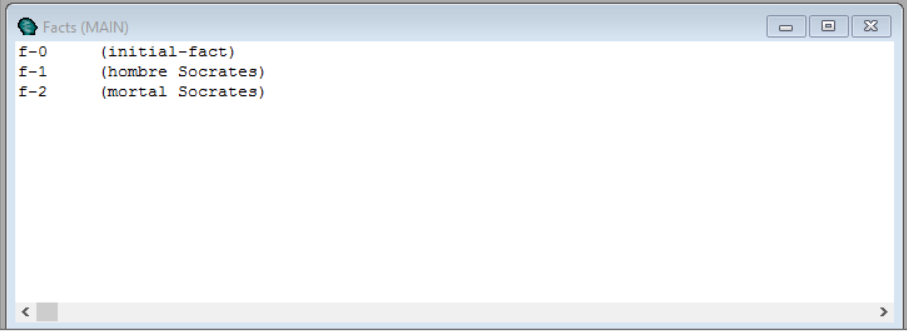 Facts (MAIN)
f-0 (initial-fact)
f-1 (hombre Socrates)
f-2 (mortal Socrates)